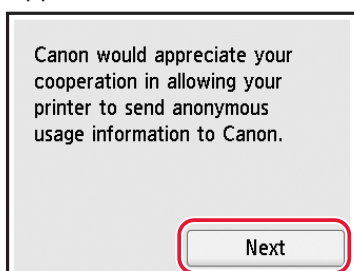 Canon would appreciate your
cooperation in allowing your
printer to send anonymous
usage information to Canon.
Next